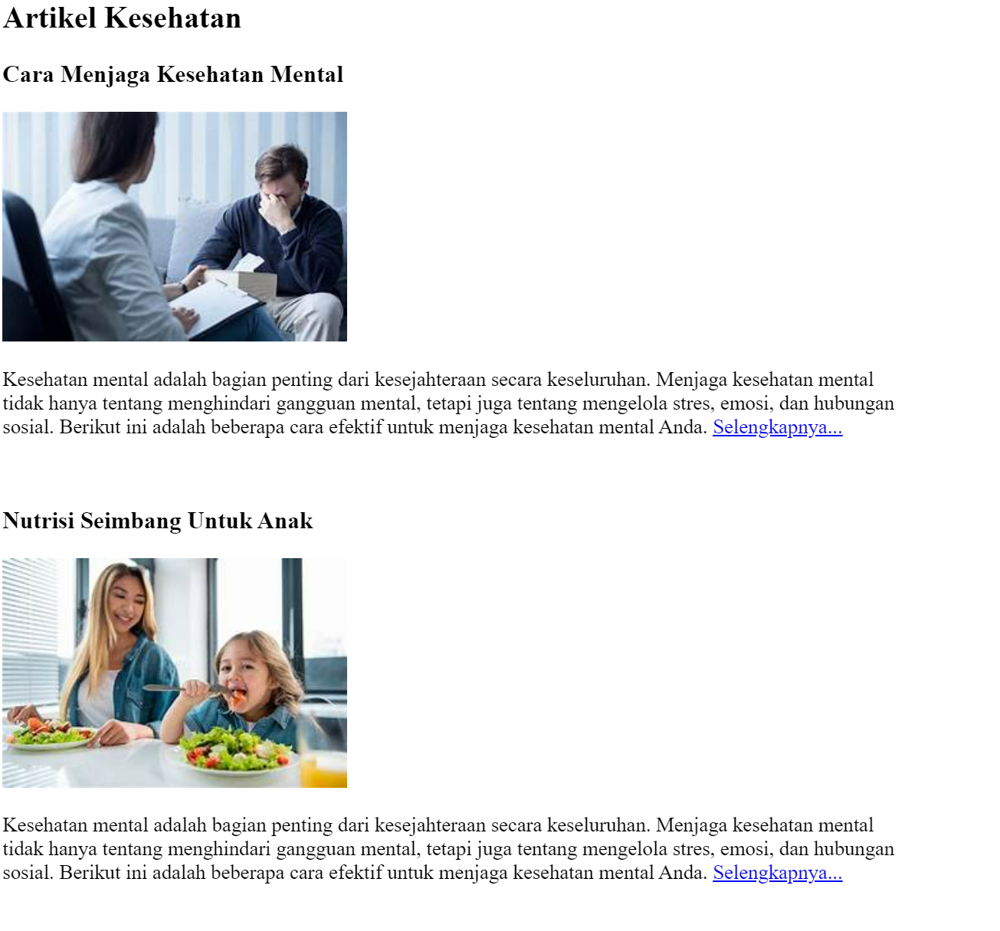 Artikel Kesehatan
Cara Menjaga Kesehatan Mental
Kesehatan mental adalah bagian penting dari kesejahteraan secara keseluruhan. Menjaga kesehatan mental
tidak hanya tentang menghindari gangguan mental, tetapi juga tentang mengelola stres, emosi, dan hubungan
sosial. Berikut ini adalah beberapa cara efektif untuk menjaga kesehatan mental Anda. Selengkapnya...
Nutrisi Seimbang Untuk Anak
Kesehatan mental adalah bagian penting dari kesejahteraan secara keseluruhan. Menjaga kesehatan mental
tidak hanya tentang menghindari gangguan mental, tetapi juga tentang mengelola stres, emosi, dan hubungan
sosial. Berikut ini adalah beberapa cara efektif untuk menjaga kesehatan mental Anda. Selengkapnya...